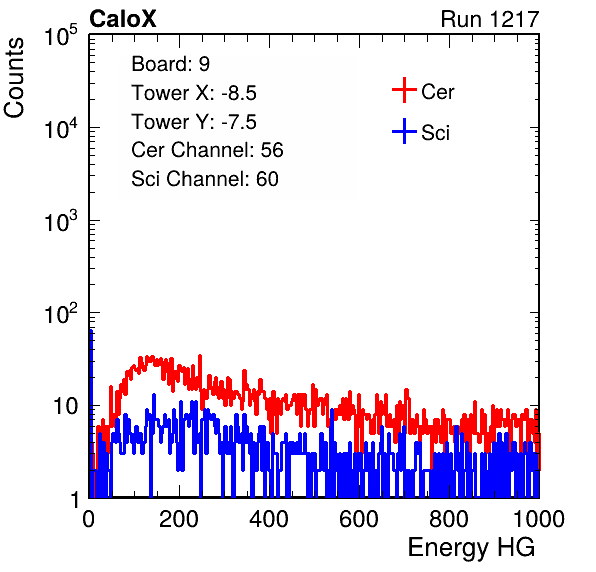 CaloX Run 1217
Counts
10^5
10^4
10^3
10^2
10
1
Board: 9
Tower X: -8.5
Tower Y: -7.5
Cer Channel: 56
Sci Channel: 60
Cer
Sci
0 200 400 600 800 1000
Energy HG